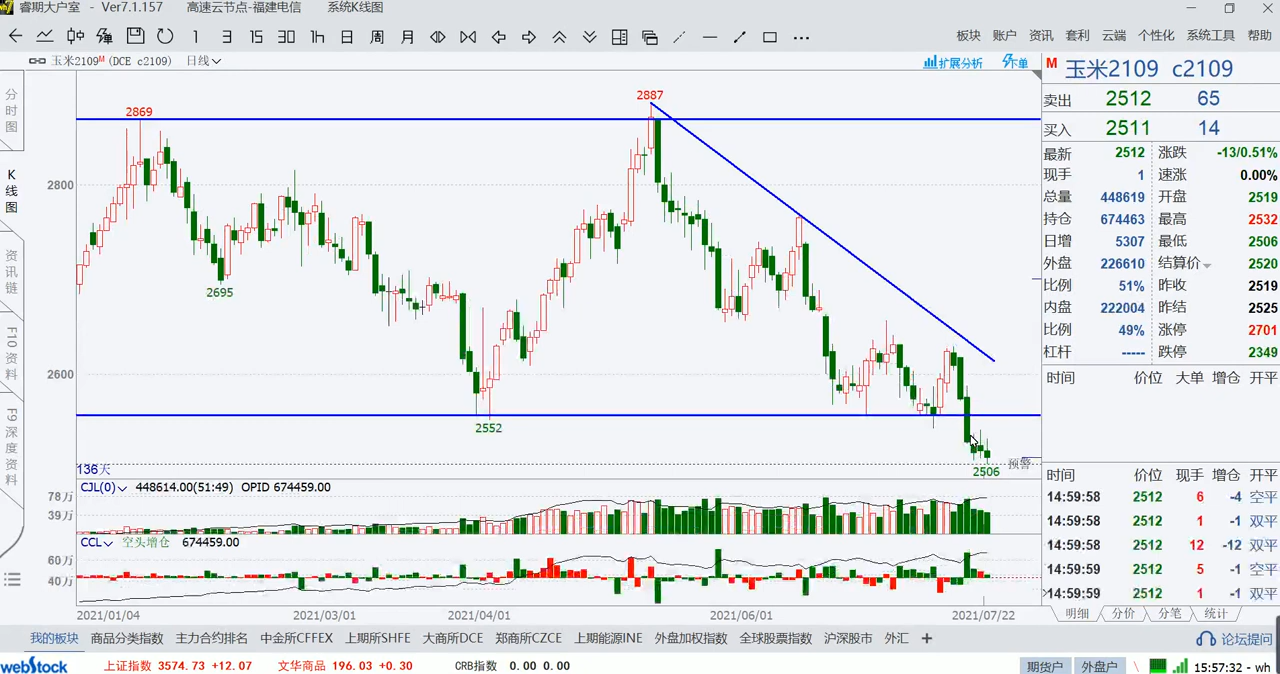 睿期大户室 - Ver7.1.157 高速云节点-福建电信 系统K线图
1 3 15 30 1h 日 周 月
板块 账户 资讯 套利 云端 个性化 系统工具 帮助
玉米2109M (DCE c2109) 日线
扩展分析 下单
M 玉米2109 c2109
卖出 2512 65
买入 2511 14
最新 2512 涨跌 -13/0.51%
现手 1 速涨 0.00%
总量 448619 开盘 2519
持仓 674463 最高 2532
日增 5307 最低 2506
外盘 226610 结算价 2520
比例 51% 昨收 2519
内盘 222004 昨结 2525
比例 49% 涨停 2701
杠杆 ----- 跌停 2349
时间 价位 大单 增仓 开平
时间 价位 现手 增仓 开平
14:59:58 2512 6 -4 空平
14:59:58 2512 1 -1 双平
14:59:58 2512 12 -12 双平
14:59:59 2512 5 -1 空平
14:59:59 2512 1 -1 双平
明细 分价 分笔 统计
分时图
K线图
资讯链
F10资料
F9深度资料
2869
2887
2800
2695
2600
2552
2506
预警
136天
CJL(0) 448614.00(51:49) OPID 674459.00
78万
39万
CCL 空头增仓 674459.00
60万
40万
2021/01/04 2021/03/01 2021/04/01 2021/06/01 2021/07/22
我的板块 商品分类指数 主力合约排名 中金所CFFEX 上期所SHFE 大商所DCE 郑商所CZCE 上期能源INE 外盘加权指数 全球股票指数 沪深股市 外汇 +
论坛提问
webStock 上证指数 3574.73 +12.07 文华商品 196.03 +0.30 CRB指数 0.00 0.00 期货户 外盘户 15:57:32 - wh